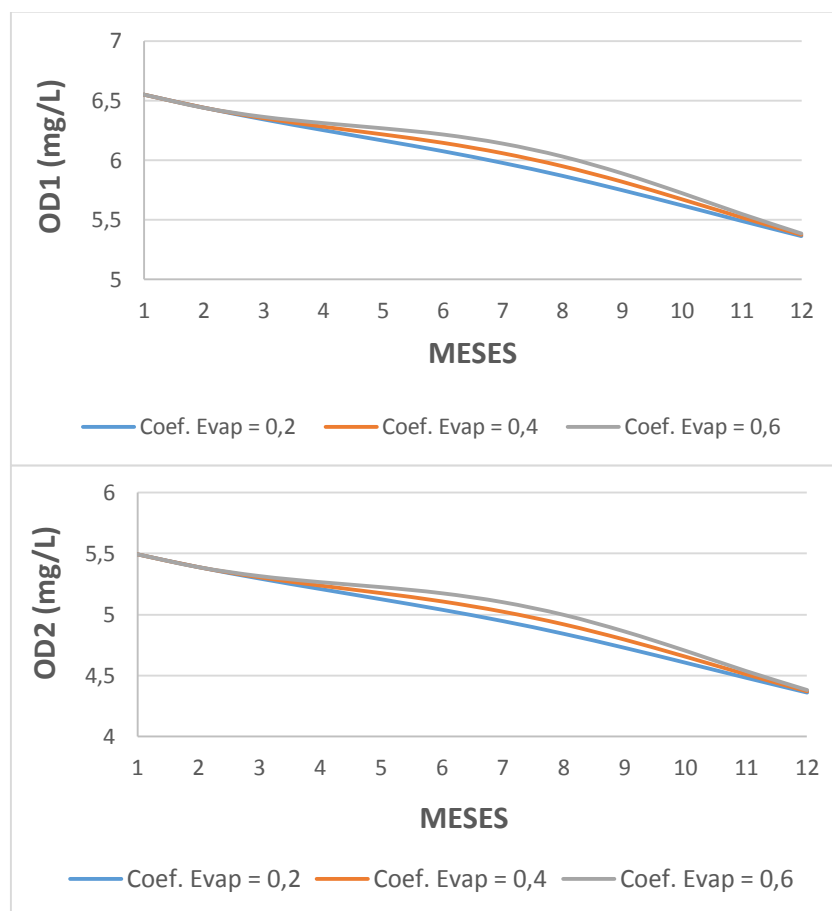 7
6,5
6
5,5
5
OD1 (mg/L)
1 2 3 4 5 6 7 8 9 10 11 12
MESES
Coef. Evap = 0,2 Coef. Evap = 0,4 Coef. Evap = 0,6
6
5,5
5
4,5
4
OD2 (mg/L)
1 2 3 4 5 6 7 8 9 10 11 12
MESES
Coef. Evap = 0,2 Coef. Evap = 0,4 Coef. Evap = 0,6